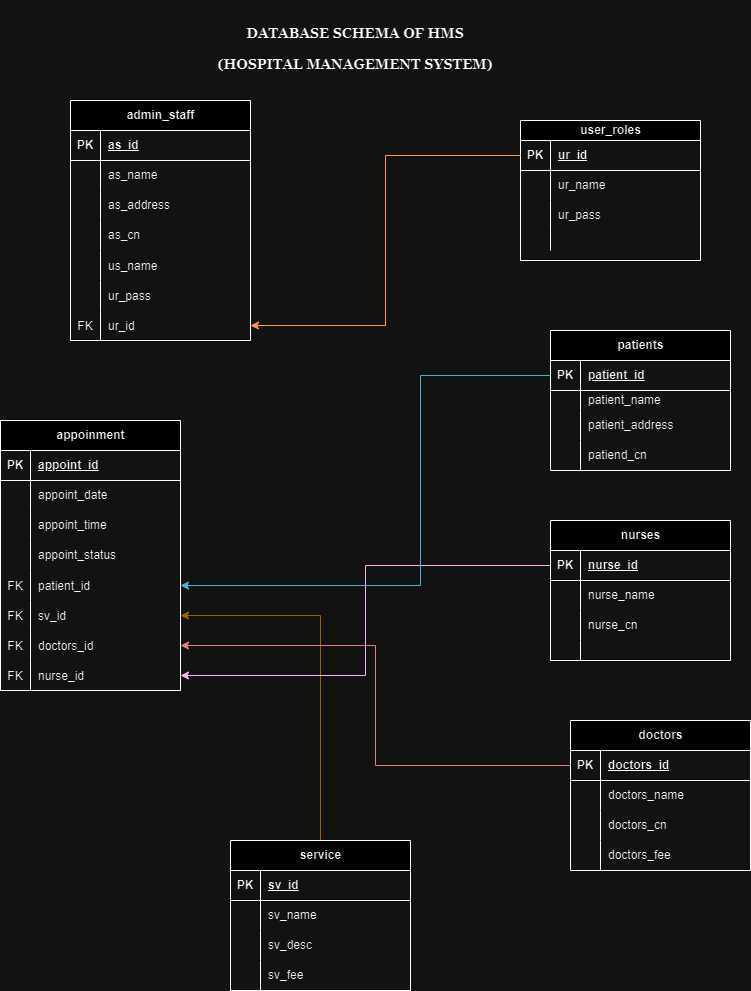 DATABASE SCHEMA OF HMS
(HOSPITAL MANAGEMENT SYSTEM)
admin_staff
PK as_id
as_name
as_address
as_cn
us_name
ur_pass
FK ur_id
user_roles
PK ur_id
ur_name
ur_pass
patients
PK patient_id
patient_name
patient_address
patiend_cn
appoinment
PK appoint_id
appoint_date
appoint_time
appoint_status
FK patient_id
FK sv_id
FK doctors_id
FK nurse_id
nurses
PK nurse_id
nurse_name
nurse_cn
doctors
PK doctors_id
doctors_name
doctors_cn
doctors_fee
service
PK sv_id
sv_name
sv_desc
sv_fee